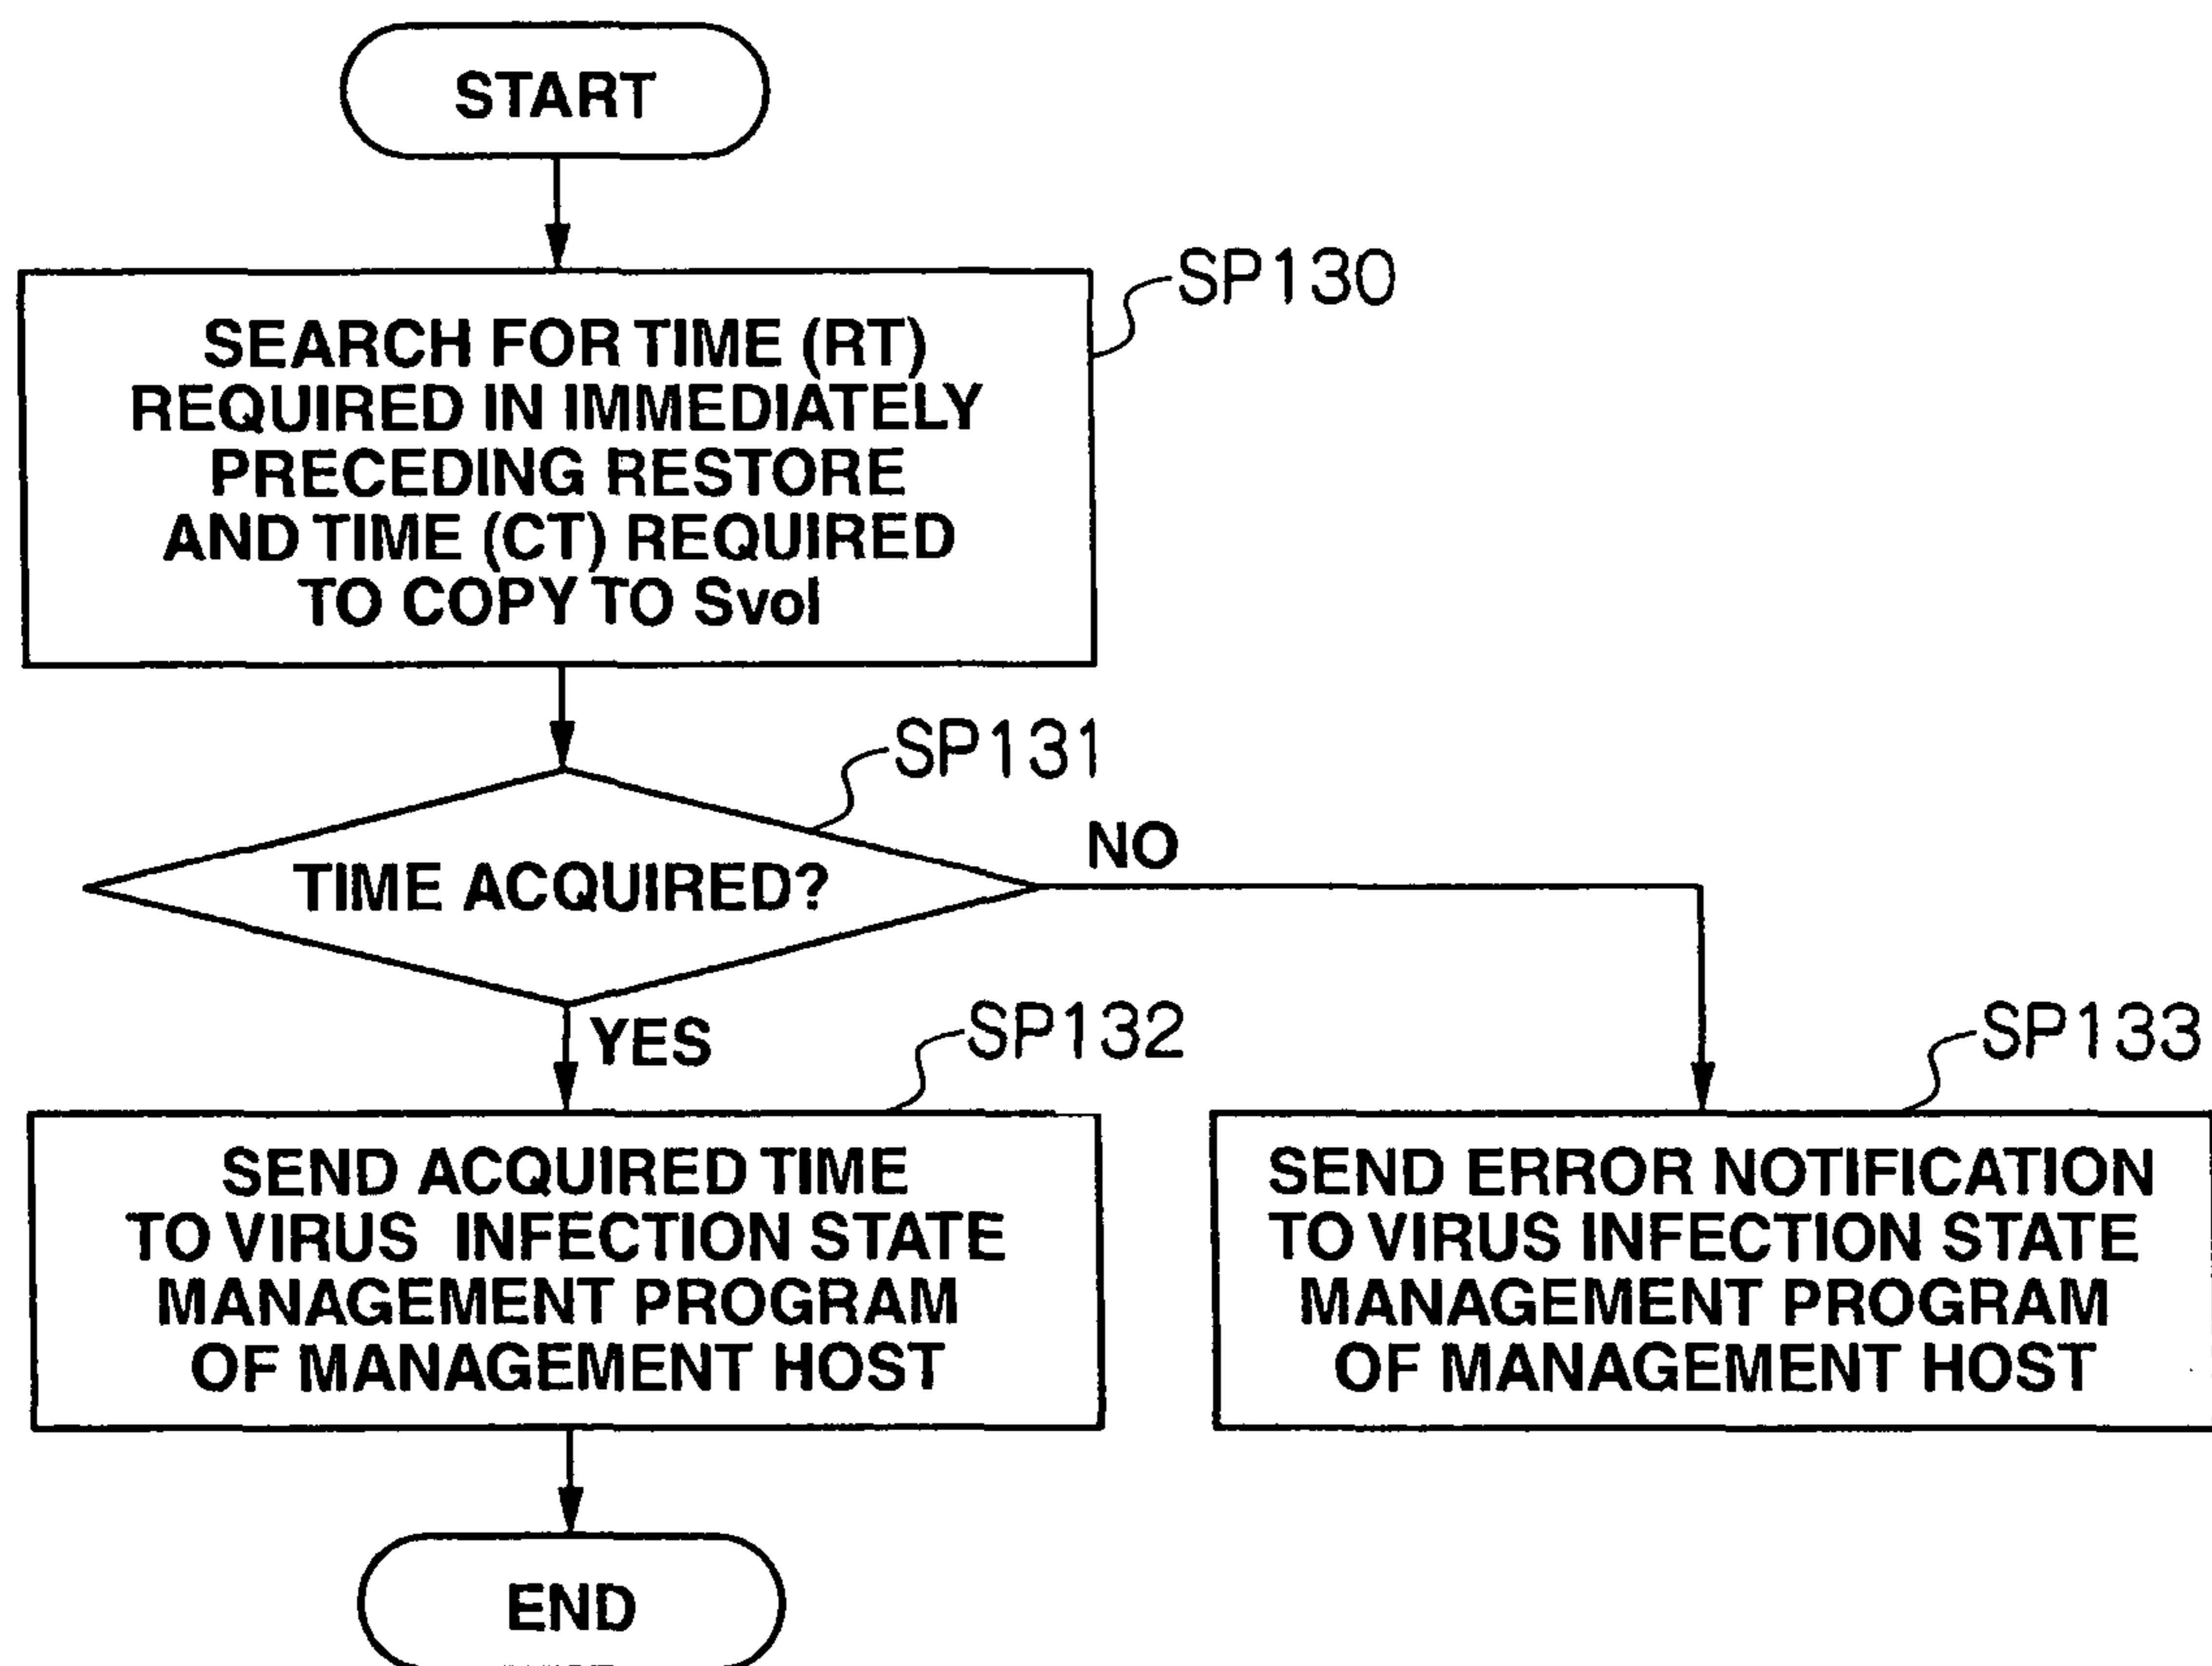 START
SP130
SEARCH FOR TIME (RT)
REQUIRED IN IMMEDIATELY
PRECEDING RESTORE
AND TIME (CT) REQUIRED
TO COPY TO Svol
SP131
TIME ACQUIRED?
NO
YES
SP132
SEND ACQUIRED TIME
TO VIRUS INFECTION STATE
MANAGEMENT PROGRAM
OF MANAGEMENT HOST
SP133
SEND ERROR NOTIFICATION
TO VIRUS INFECTION STATE
MANAGEMENT PROGRAM
OF MANAGEMENT HOST
END